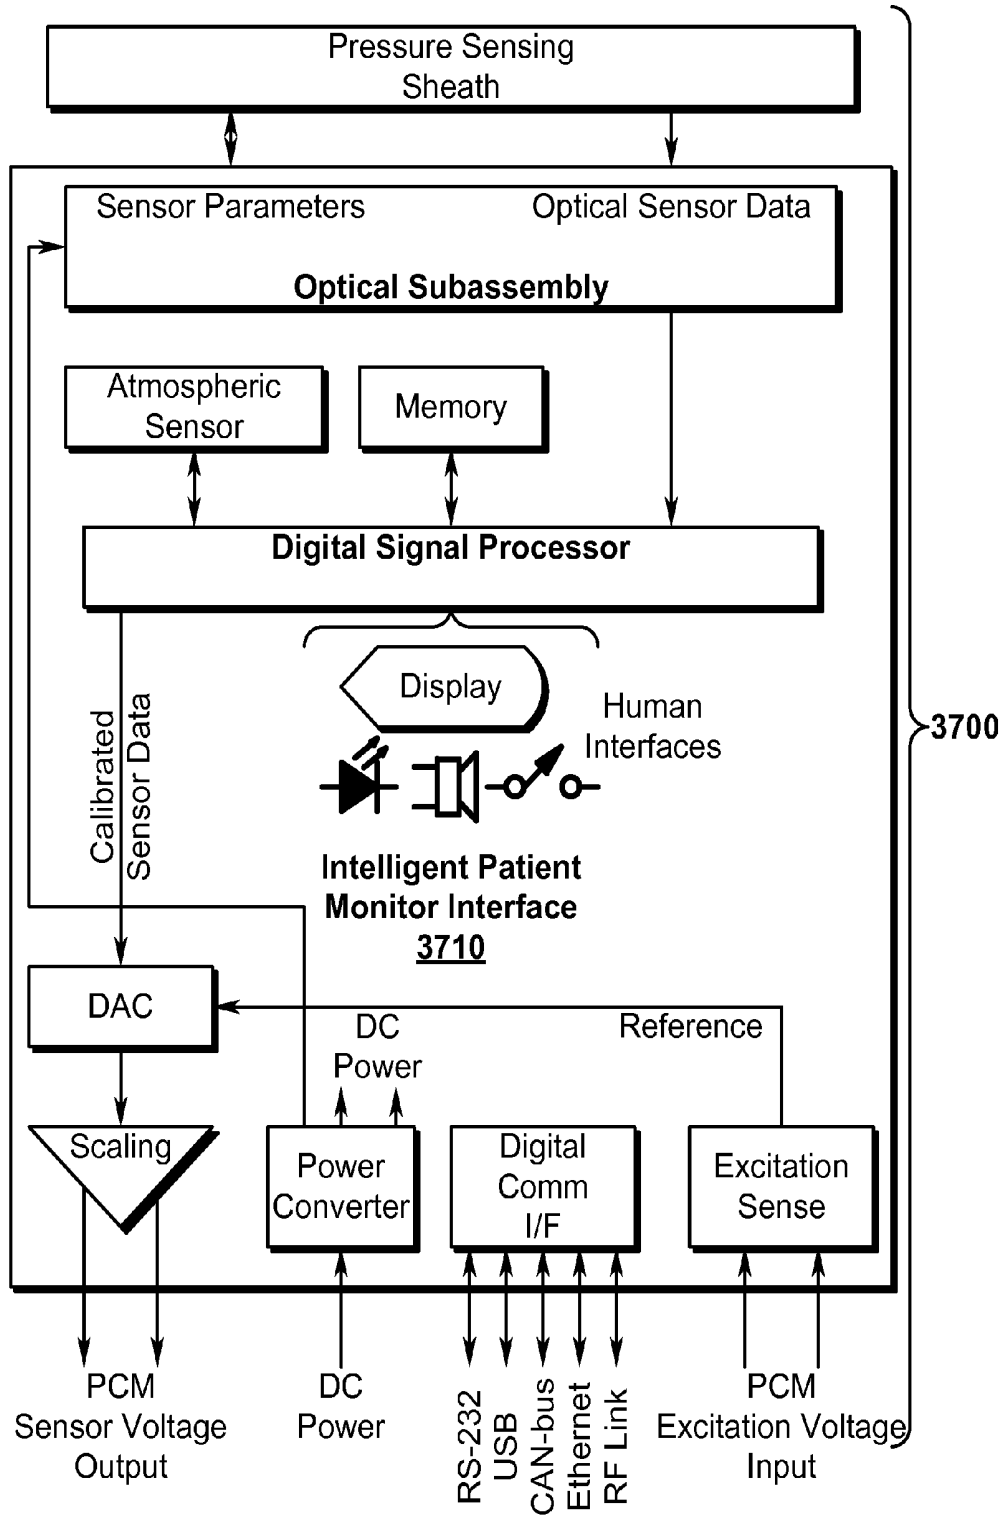 Pressure Sensing
Sheath
Sensor Parameters
Optical Sensor Data
Optical Subassembly
Atmospheric
Sensor
Memory
Digital Signal Processor
Display
Human
Interfaces
3700
Calibrated
Sensor Data
Intelligent Patient
Monitor Interface
3710
DAC
DC
Power
Reference
Scaling
Power
Converter
Digital
Comm
I/F
Excitation
Sense
PCM
Sensor Voltage
Output
DC
Power
RS-232
USB
CAN-bus
Ethernet
RF Link
PCM
Excitation Voltage
Input